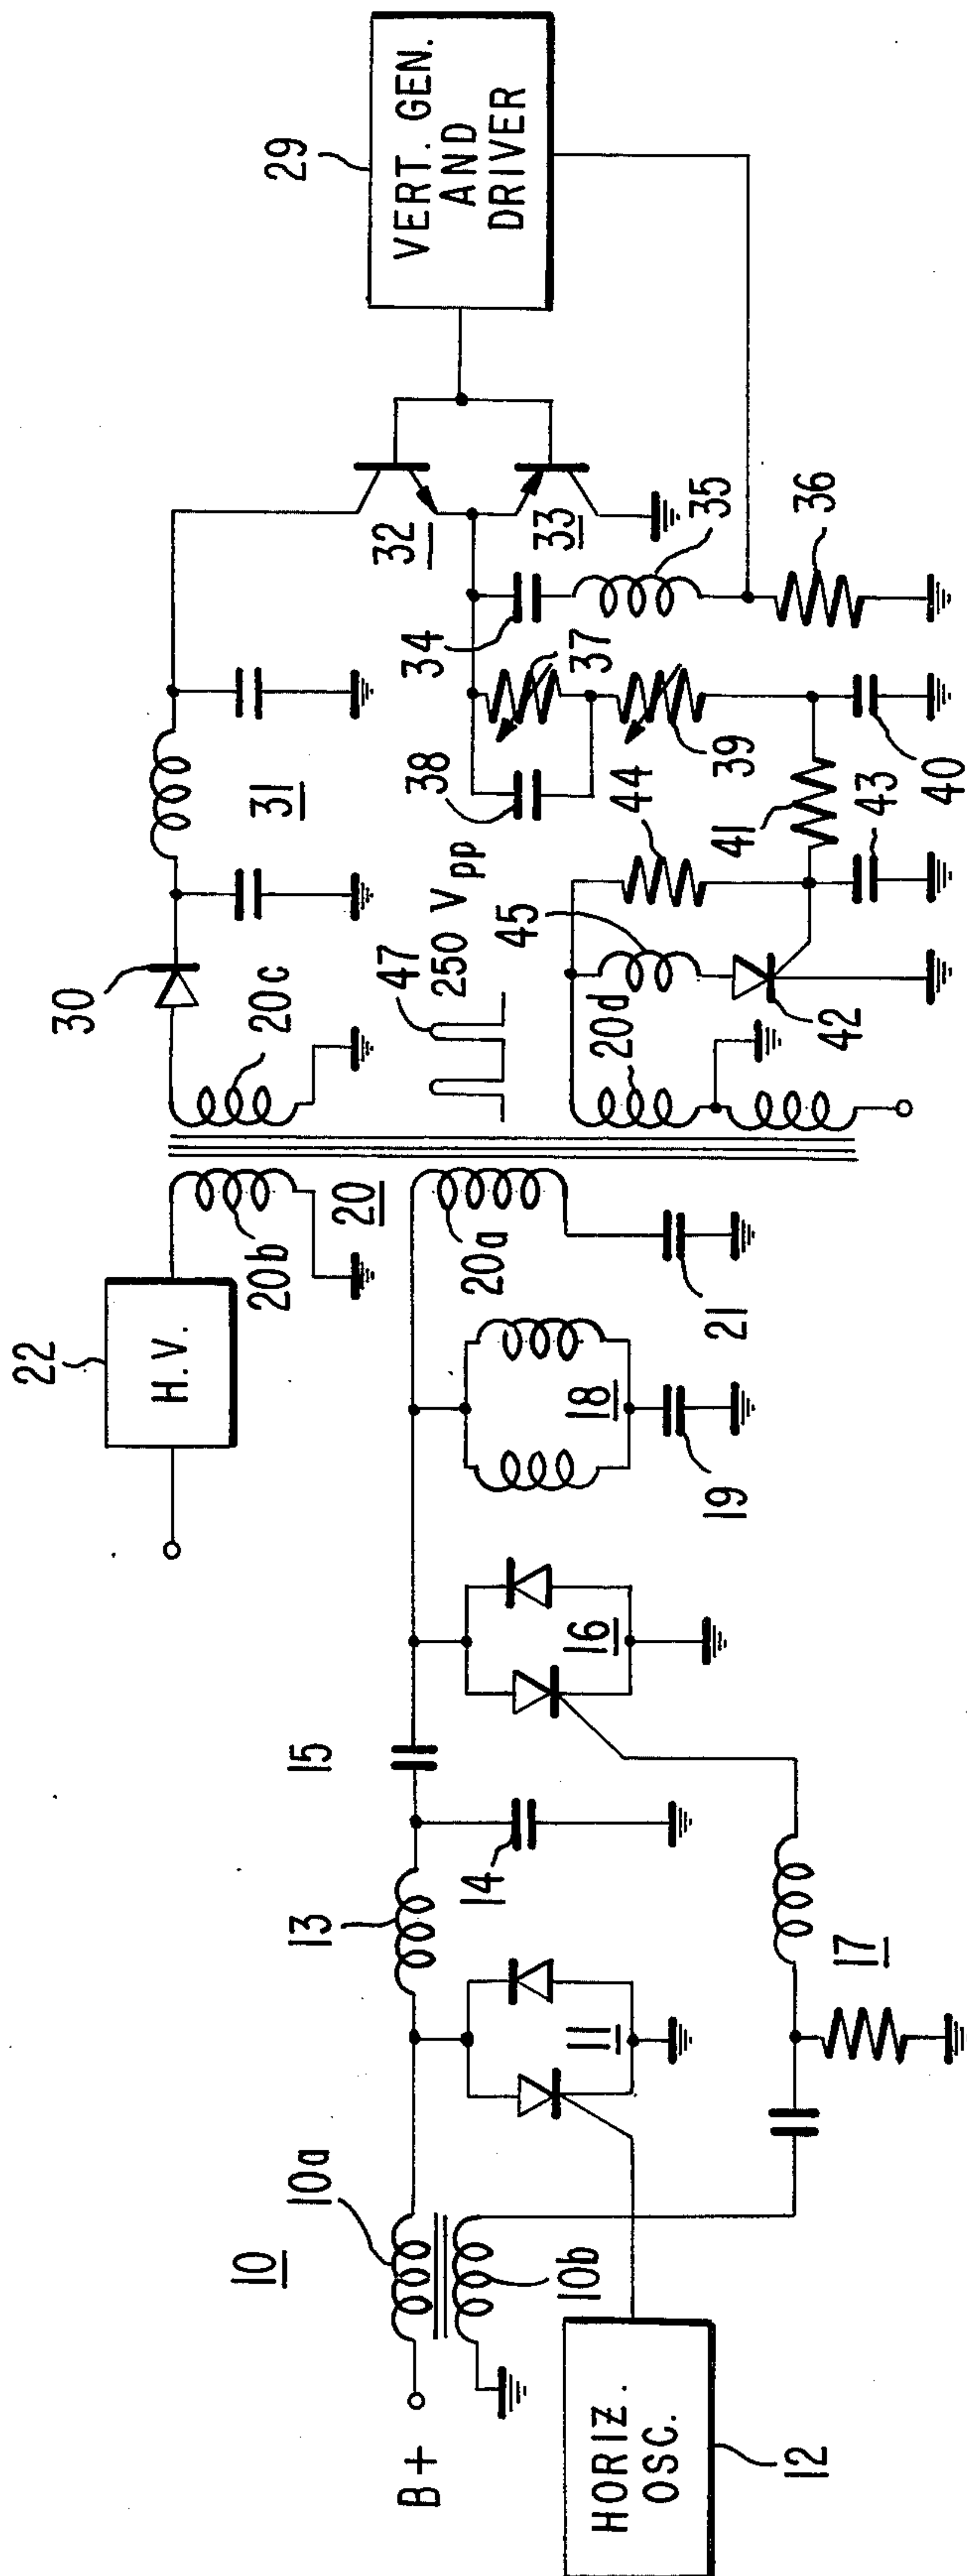 22
H.V.
20b
20
30
20c
31
29
VERT. GEN.
AND
DRIVER
32
33
47
250 Vpp
38
34
37
35
36
39
44
45
20d
41
43
40
42
20a
21
18
19
16
15
14
13
11
17
10
10a
10b
B+
HORIZ.
OSC.
12